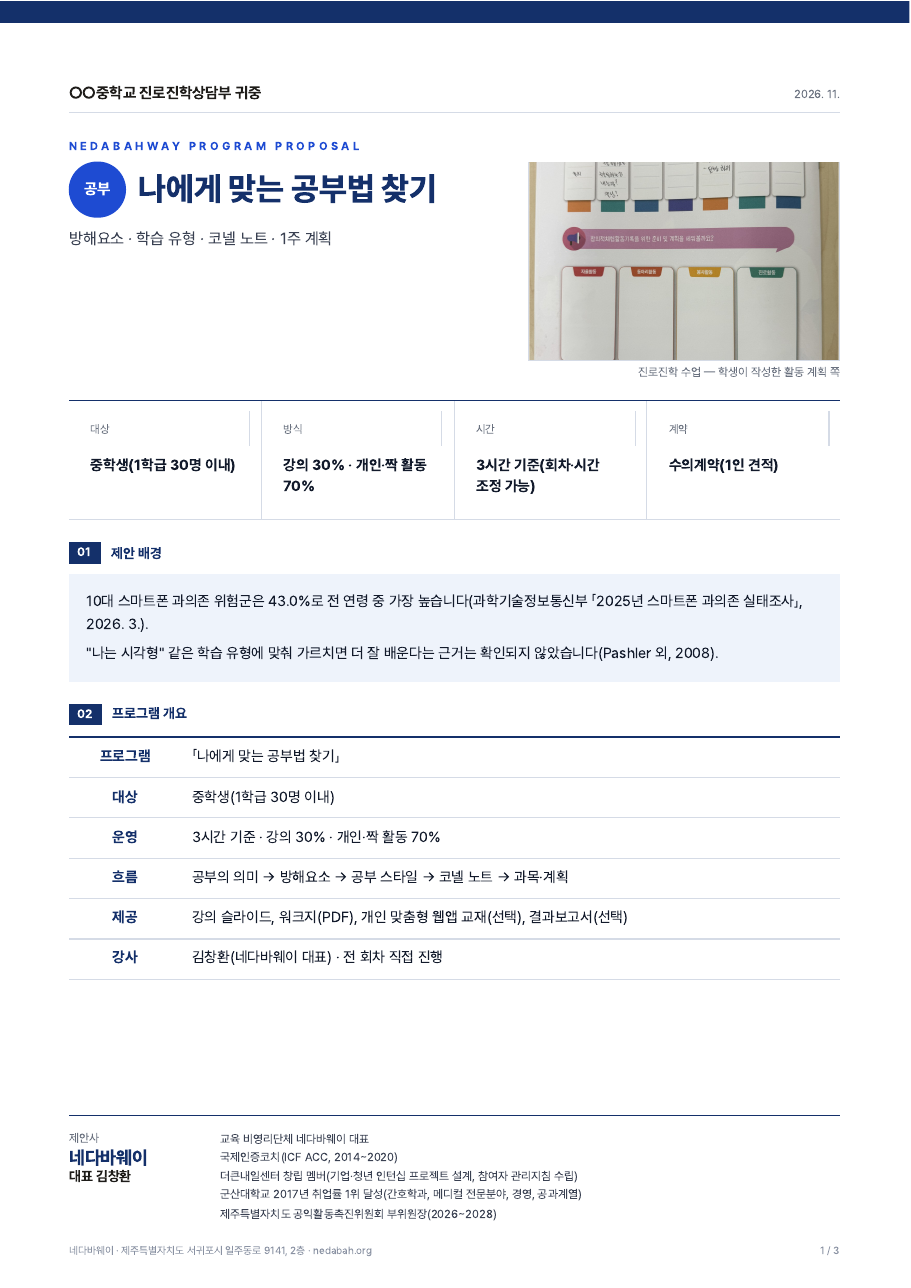 ○○중학교 진로진학상담부 귀중
2026. 11.
NEDABAHWAY PROGRAM PROPOSAL
공부
나에게 맞는 공부법 찾기
방해요소 · 학습 유형 · 코넬 노트 · 1주 계획
자율활동
동아리활동
봉사활동
진로활동
진로진학 수업 — 학생이 작성한 활동 계획 쪽
대상
중학생(1학급 30명 이내)
방식
강의 30% · 개인·짝 활동
70%
시간
3시간 기준(회차·시간
조정 가능)
계약
수의계약(1인 견적)
01 제안 배경
10대 스마트폰 과의존 위험군은 43.0%로 전 연령 중 가장 높습니다(과학기술정보통신부 「2025년 스마트폰 과의존 실태조사」,
2026. 3.).
"나는 시각형" 같은 학습 유형에 맞춰 가르치면 더 잘 배운다는 근거는 확인되지 않았습니다(Pashler 외, 2008).
02 프로그램 개요
프로그램 「나에게 맞는 공부법 찾기」
대상 중학생(1학급 30명 이내)
운영 3시간 기준 · 강의 30% · 개인·짝 활동 70%
흐름 공부의 의미 → 방해요소 → 공부 스타일 → 코넬 노트 → 과목·계획
제공 강의 슬라이드, 워크지(PDF), 개인 맞춤형 웹앱 교재(선택), 결과보고서(선택)
강사 김창환(네다바웨이 대표) · 전 회차 직접 진행
제안사
네다바웨이
대표 김창환
교육 비영리단체 네다바웨이 대표
국제인증코치(ICF ACC, 2014~2020)
더큰내일센터 창립 멤버(기업·청년 인턴십 프로젝트 설계, 참여자 관리지침 수립)
군산대학교 2017년 취업률 1위 달성(간호학과, 메디컬 전문분야, 경영, 공과계열)
제주특별자치도 공익활동촉진위원회 부위원장(2026~2028)
네다바웨이 · 제주특별자치도 서귀포시 일주동로 9141, 2층 · nedabah.org
1 / 3